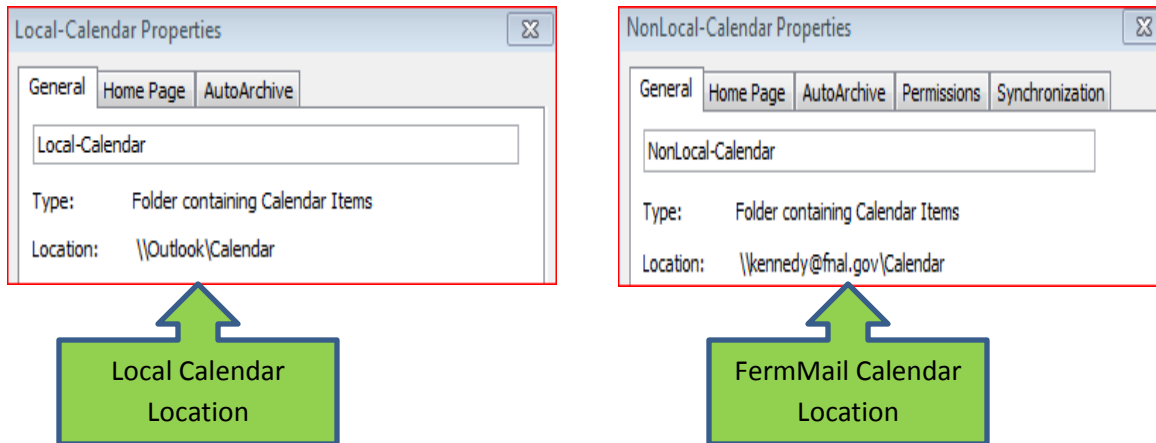 Local-Calendar Properties
General Home Page AutoArchive
Local-Calendar
Type: Folder containing Calendar Items
Location: \\Outlook\Calendar
Local Calendar
Location
NonLocal-Calendar Properties
General Home Page AutoArchive Permissions Synchronization
NonLocal-Calendar
Type: Folder containing Calendar Items
Location: \\kennedy@fnal.gov\Calendar
FermMail Calendar
Location